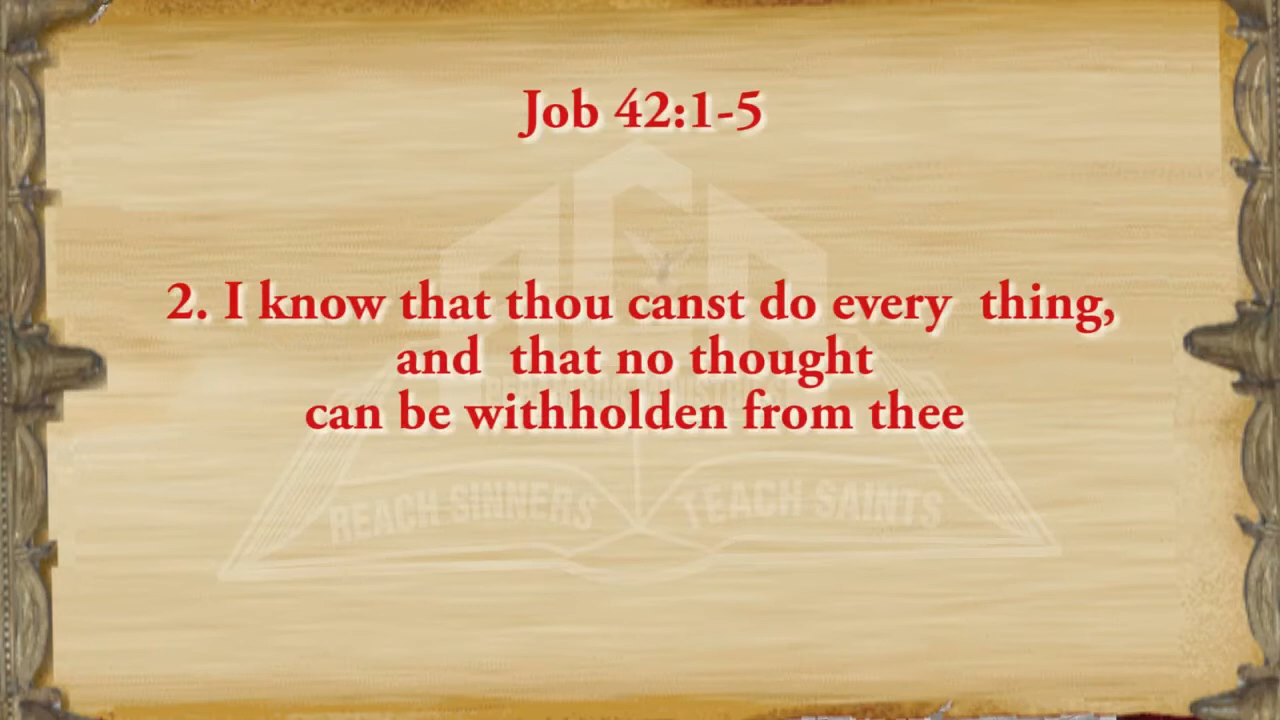 Job 42:1-5
2. I know that thou canst do every  thing,
and  that no thought
can be withholden from thee
REACH SINNERS TEACH SAINTS